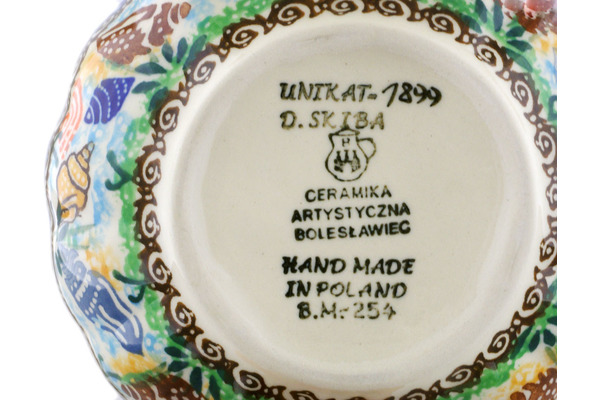 UNIKAT-1899
D. SKIBA
CERAMIKA
ARTYSTYCZNA
BOLESŁAWIEC
HAND MADE
IN POLAND
B.M.-254